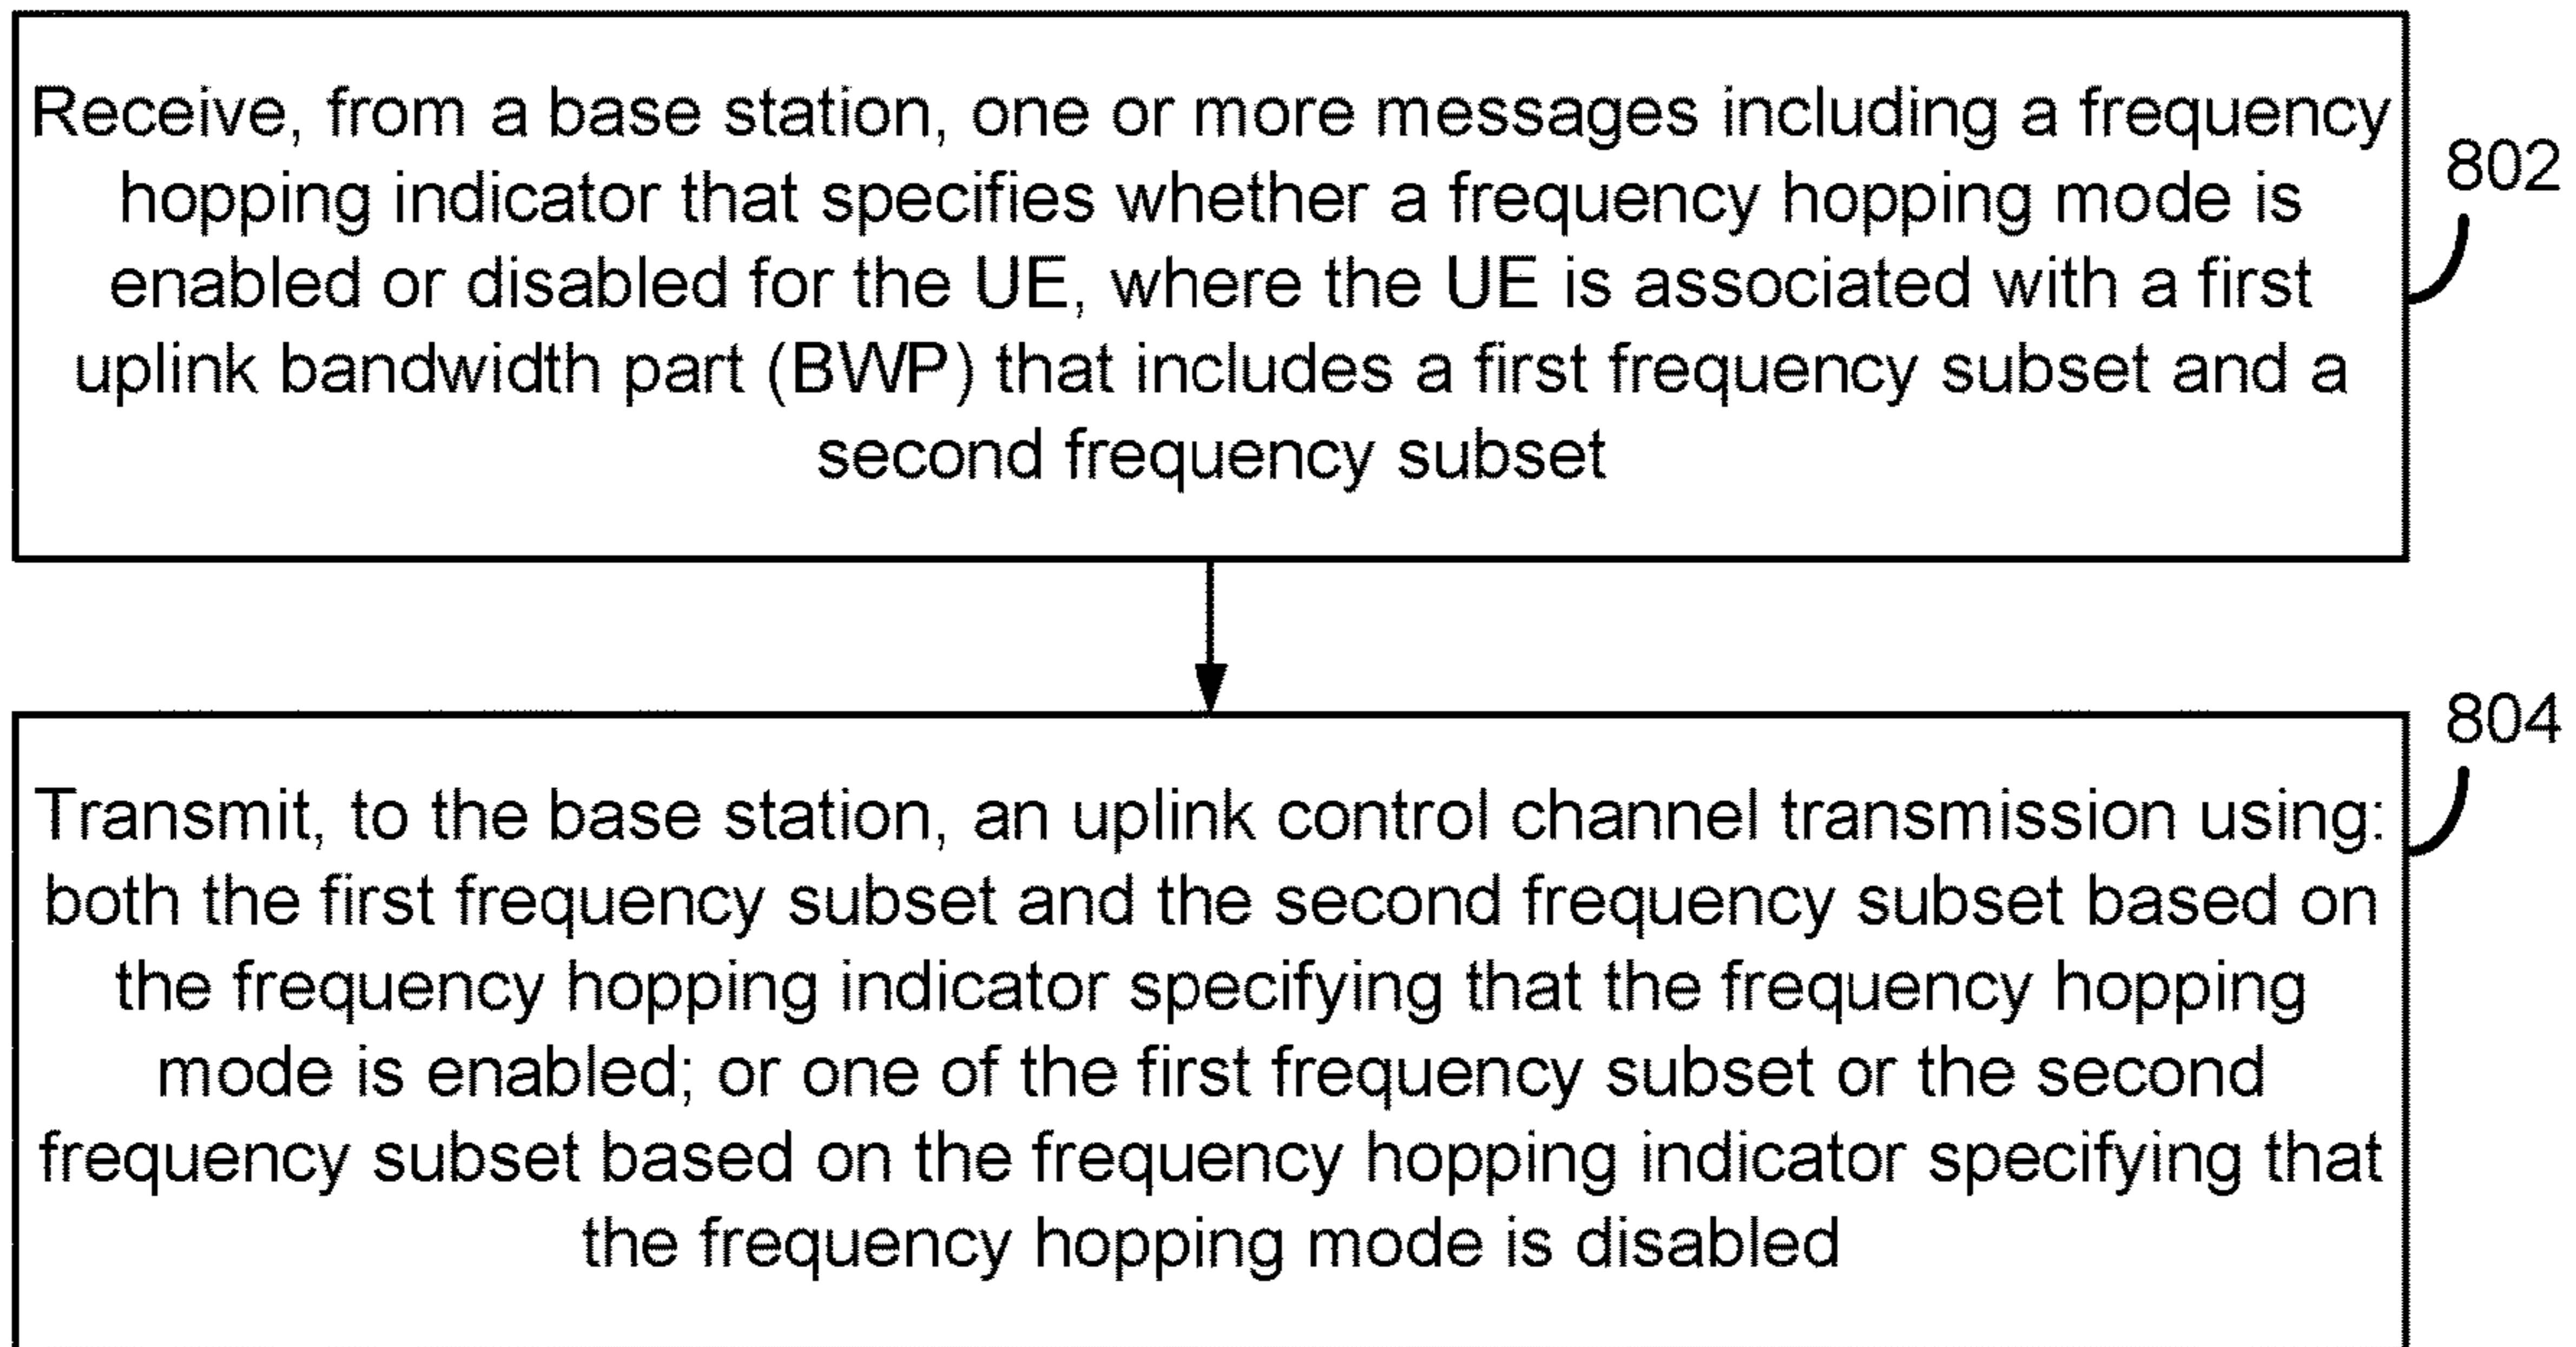 Receive, from a base station, one or more messages including a frequency
hopping indicator that specifies whether a frequency hopping mode is
enabled or disabled for the UE, where the UE is associated with a first
uplink bandwidth part (BWP) that includes a first frequency subset and a
second frequency subset
802
Transmit, to the base station, an uplink control channel transmission using:
both the first frequency subset and the second frequency subset based on
the frequency hopping indicator specifying that the frequency hopping
mode is enabled; or one of the first frequency subset or the second
frequency subset based on the frequency hopping indicator specifying that
the frequency hopping mode is disabled
804